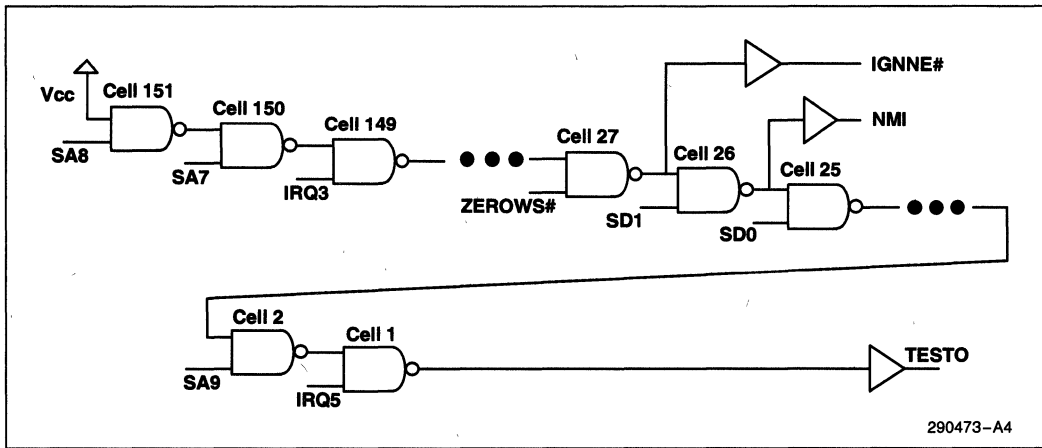 IGNNE#
Vcc
Cell 151
Cell 150
NMI
Cell 149
Cell 27
Cell 26
Cell 25
SA8
SA7
IRQ3
ZEROWS#
SD1
SD0
Cell 2
Cell 1
TESTO
SA9
IRQ5
290473-A4